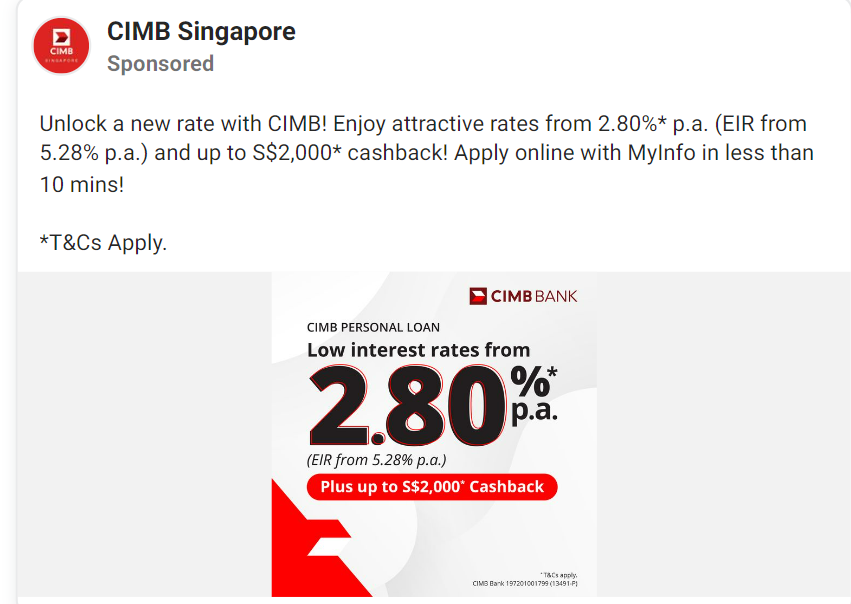 CIMB
SINGAPORE
CIMB Singapore
Sponsored
Unlock a new rate with CIMB! Enjoy attractive rates from 2.80%* p.a. (EIR from
5.28% p.a.) and up to S$2,000* cashback! Apply online with MyInfo in less than
10 mins!
*T&Cs Apply.
CIMB BANK
CIMB PERSONAL LOAN
Low interest rates from
2.80%* p.a.
(EIR from 5.28% p.a.)
Plus up to S$2,000* Cashback
*T&Cs apply.
CIMB Bank 197201001799 (13491-P)